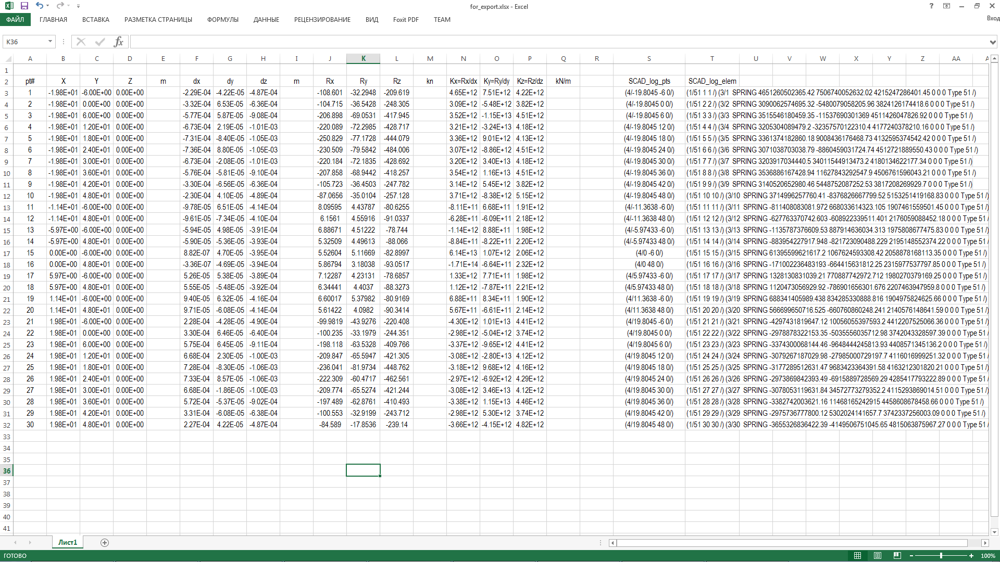 for_export.xlsx - Excel
ФАЙЛ ГЛАВНАЯ ВСТАВКА РАЗМЕТКА СТРАНИЦЫ ФОРМУЛЫ ДАННЫЕ РЕЦЕНЗИРОВАНИЕ ВИД Foxit PDF TEAM Вход
K36 fx
A B C D E F G H I J K L M N O P Q R S T U V W X Y Z AA
1
2 pt# X Y Z m dx dy dz m Rx Ry Rz kn Kx=Rx/dx Ky=Ry/dy Kz=Rz/dz kN/m SCAD_log_pts SCAD_log_elem
3 1 -1.98E+01 -6.00E+00 0.00E+00 -2.29E-04 -4.22E-05 -4.87E-04 -108.601 -32.2948 -209.619 4.65E+12 7.51E+12 4.22E+12 (4/-19.8045 -6 0/) (1/51 1 1 /) (3/1 SPRING 4651260502365.42 7506740052632.02 4215247286401.45 0 0 0 Type 51 /)
4 2 -1.98E+01 0.00E+00 0.00E+00 -3.32E-04 6.53E-05 -6.36E-04 -104.715 -36.5428 -248.305 3.09E+12 -5.48E+12 3.82E+12 (4/-19.8045 0 0/) (1/51 2 2 /) (3/2 SPRING 3090062574695.32 -5480079058205.96 3824126174418.6 0 0 0 Type 51 /)
5 3 -1.98E+01 6.00E+00 0.00E+00 -5.77E-04 5.87E-05 -9.08E-04 -206.898 -69.0531 -417.945 3.52E+12 -1.15E+13 4.51E+12 (4/-19.8045 6 0/) (1/51 3 3 /) (3/3 SPRING 3515546180459.35 -11537690301369 4511426047826.92 0 0 0 Type 51 /)
6 4 -1.98E+01 1.20E+01 0.00E+00 -6.73E-04 2.19E-05 -1.01E-03 -220.089 -72.2985 -428.717 3.21E+12 -3.24E+13 4.18E+12 (4/-19.8045 12 0/) (1/51 4 4 /) (3/4 SPRING 3205304089479.2 -32357570122310.4 4177240378210.16 0 0 0 Type 51 /)
7 5 -1.98E+01 1.80E+01 0.00E+00 -7.31E-04 -8.40E-05 -1.05E-03 -250.829 -77.1728 -444.079 3.36E+12 9.01E+12 4.13E+12 (4/-19.8045 18 0/) (1/51 5 5 /) (3/5 SPRING 3361374182860.18 9008436176468.73 4132595374542.42 0 0 0 Type 51 /)
8 6 -1.98E+01 2.40E+01 0.00E+00 -7.36E-04 8.80E-05 -1.05E-03 -230.509 -79.5842 -484.006 3.07E+12 -8.86E+12 4.51E+12 (4/-19.8045 24 0/) (1/51 6 6 /) (3/6 SPRING 3071038703038.79 -8860459031724.74 4512721889550.43 0 0 0 Type 51 /)
9 7 -1.98E+01 3.00E+01 0.00E+00 -6.73E-04 -2.08E-05 -1.01E-03 -220.184 -72.1835 -428.692 3.20E+12 3.40E+13 4.18E+12 (4/-19.8045 30 0/) (1/51 7 7 /) (3/7 SPRING 3203917034440.5 34011544913473.2 4180134622177.34 0 0 0 Type 51 /)
10 8 -1.98E+01 3.60E+01 0.00E+00 -5.76E-04 -5.81E-05 -9.10E-04 -207.858 -68.9442 -418.257 3.54E+12 1.16E+13 4.51E+12 (4/-19.8045 36 0/) (1/51 8 8 /) (3/8 SPRING 3536886167428.94 11627843292547.9 4506761596043.21 0 0 0 Type 51 /)
11 9 -1.98E+01 4.20E+01 0.00E+00 -3.30E-04 -6.56E-05 -6.36E-04 -105.723 -36.4503 -247.782 3.14E+12 5.45E+12 3.82E+12 (4/-19.8045 42 0/) (1/51 9 9 /) (3/9 SPRING 3140520652980.46 5448752087252.53 3817208269929.7 0 0 0 Type 51 /)
12 10 -1.98E+01 4.80E+01 0.00E+00 -2.30E-04 4.10E-05 -4.89E-04 -87.0656 -35.0104 -257.128 3.71E+12 -8.38E+12 5.15E+12 (4/-19.8045 48 0/) (1/51 10 10 /) (3/10 SPRING 3714996257760.41 -8376826667799.52 5153251419168.83 0 0 0 Type 51 /)
13 11 -1.14E+01 -6.00E+00 0.00E+00 -9.78E-05 6.51E-05 -4.14E-04 8.09595 4.43787 -80.6255 -8.11E+11 6.68E+11 1.91E+12 (4/-11.3638 -6 0/) (1/51 11 11 /) (3/11 SPRING -811408083081.972 668033614323.105 1907461559501.45 0 0 0 Type 51 /)
14 12 -1.14E+01 4.80E+01 0.00E+00 -9.61E-05 -7.34E-05 -4.10E-04 6.1561 4.55916 -91.0337 -6.28E+11 -6.09E+11 2.18E+12 (4/-11.3638 48 0/) (1/51 12 12 /) (3/12 SPRING -627763370742.603 -608922339511.401 2176059088452.18 0 0 0 Type 51 /)
15 13 -5.97E+00 -6.00E+00 0.00E+00 -5.94E-05 4.98E-05 -3.91E-04 6.88671 4.51222 -78.744 -1.14E+12 8.88E+11 1.98E+12 (4/-5.97433 -6 0/) (1/51 13 13 /) (3/13 SPRING -1135787376609.53 887914636034.313 1975808677475.83 0 0 0 Type 51 /)
16 14 -5.97E+00 4.80E+01 0.00E+00 -5.90E-05 -5.36E-05 -3.93E-04 5.32509 4.49613 -88.066 -8.84E+11 -8.22E+11 2.20E+12 (4/-5.97433 48 0/) (1/51 14 14 /) (3/14 SPRING -883954227917.948 -821723090488.229 2195148552374.22 0 0 0 Type 51 /)
17 15 0.00E+00 -6.00E+00 0.00E+00 8.82E-07 4.70E-05 -3.95E-04 5.52604 5.11669 -82.8997 6.14E+13 1.07E+12 2.06E+12 (4/0 -6 0/) (1/51 15 15 /) (3/15 SPRING 61395599621617.2 1067624593308.42 2058878168113.35 0 0 0 Type 51 /)
18 16 0.00E+00 4.80E+01 0.00E+00 -3.36E-07 -4.69E-05 -3.94E-04 5.86794 3.18038 -93.0517 -1.71E+14 -6.64E+11 2.32E+12 (4/0 48 0/) (1/51 16 16 /) (3/16 SPRING -171002236483193 -664415631812.25 2315977537797.85 0 0 0 Type 51 /)
19 17 5.97E+00 -6.00E+00 0.00E+00 5.26E-05 5.38E-05 -3.89E-04 7.12287 4.23131 -78.6857 1.33E+12 7.71E+11 1.98E+12 (4/5.97433 -6 0/) (1/51 17 17 /) (3/17 SPRING 1328130831039.21 770887742972.712 1980270379169.25 0 0 0 Type 51 /)
20 18 5.97E+00 4.80E+01 0.00E+00 5.55E-05 -5.48E-05 -3.92E-04 6.34441 4.4037 -88.3273 1.12E+12 -7.87E+11 2.21E+12 (4/5.97433 48 0/) (1/51 18 18 /) (3/18 SPRING 1120473056929.92 -786901656301.676 2207463947959.8 0 0 0 Type 51 /)
21 19 1.14E+01 -6.00E+00 0.00E+00 9.40E-05 6.32E-05 -4.16E-04 6.60017 5.37982 -80.9169 6.88E+11 8.34E+11 1.90E+12 (4/11.3638 -6 0/) (1/51 19 19 /) (3/19 SPRING 688341405989.438 834285330888.816 1904975824625.66 0 0 0 Type 51 /)
22 20 1.14E+01 4.80E+01 0.00E+00 9.71E-05 -6.08E-05 -4.14E-04 5.61422 4.0982 -90.3414 5.67E+11 -6.61E+11 2.14E+12 (4/11.3638 48 0/) (1/51 20 20 /) (3/20 SPRING 566699650716.525 -660760860248.241 2140576148641.59 0 0 0 Type 51 /)
23 21 1.98E+01 -6.00E+00 0.00E+00 2.28E-04 -4.28E-05 -4.90E-04 -99.9819 -43.9276 -220.408 -4.30E+12 1.01E+13 4.41E+12 (4/19.8045 -6 0/) (1/51 21 21 /) (3/21 SPRING -4297431819647.12 10056055397593.2 4412207525066.36 0 0 0 Type 51 /)
24 22 1.98E+01 0.00E+00 0.00E+00 3.30E-04 6.46E-05 -6.40E-04 -100.235 -33.1979 -244.351 -2.98E+12 -5.04E+12 3.74E+12 (4/19.8045 0 0/) (1/51 22 22 /) (3/22 SPRING -2978878322153.35 -5035556035712.98 3742043328597.39 0 0 0 Type 51 /)
25 23 1.98E+01 6.00E+00 0.00E+00 5.75E-04 6.45E-05 -9.11E-04 -198.118 -63.5328 -409.766 -3.37E+12 -9.65E+12 4.41E+12 (4/19.8045 6 0/) (1/51 23 23 /) (3/23 SPRING -3374300068144.46 -9648444245813.93 4408571345136.2 0 0 0 Type 51 /)
26 24 1.98E+01 1.20E+01 0.00E+00 6.68E-04 2.30E-05 -1.00E-03 -209.847 -65.5947 -421.305 -3.08E+12 -2.80E+13 4.12E+12 (4/19.8045 12 0/) (1/51 24 24 /) (3/24 SPRING -3079267187029.98 -27985000729197.7 4116016999251.32 0 0 0 Type 51 /
27 25 1.98E+01 1.80E+01 0.00E+00 7.28E-04 -8.30E-05 -1.06E-03 -236.041 -81.9734 -448.762 -3.18E+12 9.68E+12 4.16E+12 (4/19.8045 18 0/) (1/51 25 25 /) (3/25 SPRING -3177289512631.47 9683423364391.58 4163212301820.21 0 0 0 Type 51 /)
28 26 1.98E+01 2.40E+01 0.00E+00 7.33E-04 8.57E-05 -1.06E-03 -222.309 -60.4717 -462.561 -2.97E+12 -6.92E+12 4.29E+12 (4/19.8045 24 0/) (1/51 26 26 /) (3/26 SPRING -2973869842393.49 -6915889728569.29 4285417793222.89 0 0 0 Type 51 /
29 27 1.98E+01 3.00E+01 0.00E+00 6.68E-04 -1.86E-05 -1.00E-03 -209.774 -65.5274 -421.244 -3.08E+12 3.46E+13 4.12E+12 (4/19.8045 30 0/) (1/51 27 27 /) (3/27 SPRING -3078053119631.84 34572773279352.2 4115293869014.51 0 0 0 Type 51 /)
30 28 1.98E+01 3.60E+01 0.00E+00 5.72E-04 -5.37E-05 -9.02E-04 -197.489 -62.8761 -410.493 -3.38E+12 1.15E+13 4.46E+12 (4/19.8045 36 0/) (1/51 28 28 /) (3/28 SPRING -3382742003621.16 11468165242915 4458608678458.66 0 0 0 Type 51 /)
31 29 1.98E+01 4.20E+01 0.00E+00 3.31E-04 -6.08E-05 -6.38E-04 -100.553 -32.9199 -243.712 -2.98E+12 5.30E+12 3.74E+12 (4/19.8045 42 0/) (1/51 29 29 /) (3/29 SPRING -2975736777800.12 5302024141657.7 3742337256003.09 0 0 0 Type 51 /)
32 30 1.98E+01 4.80E+01 0.00E+00 2.27E-04 4.22E-05 -4.87E-04 -84.589 -17.8536 -239.14 -3.66E+12 -4.15E+12 4.82E+12 (4/19.8045 48 0/) (1/51 30 30 /) (3/30 SPRING -3655326836422.39 -4149506751045.65 4815063875967.27 0 0 0 Type 51 /
33
34
35
36
37
38
39
40
41
Лист1
ГОТОВО 100%